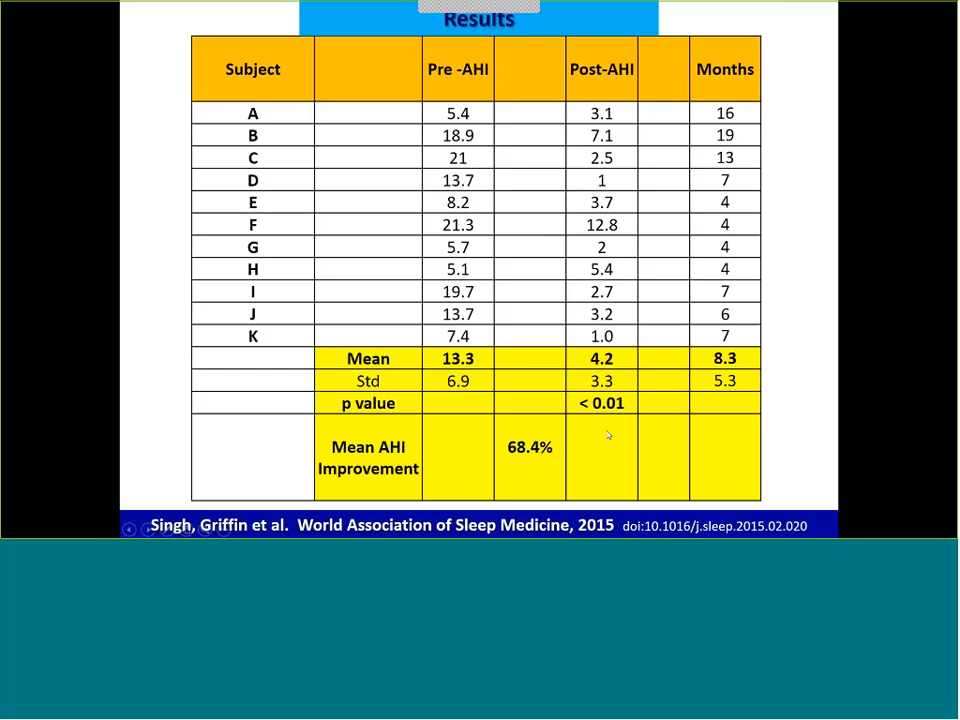 Results
Subject Pre -AHI Post-AHI Months
A 5.4 3.1 16
B 18.9 7.1 19
C 21 2.5 13
D 13.7 1 7
E 8.2 3.7 4
F 21.3 12.8 4
G 5.7 2 4
H 5.1 5.4 4
I 19.7 2.7 7
J 13.7 3.2 6
K 7.4 1.0 7
Mean 13.3 4.2 8.3
Std 6.9 3.3 5.3
p value < 0.01
Mean AHI
Improvement 68.4%
Singh, Griffin et al. World Association of Sleep Medicine, 2015 doi:10.1016/j.sleep.2015.02.020